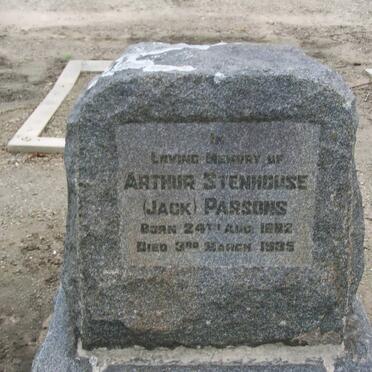 IN
LOVING MEMORY OF
ARTHUR STENHOUSE
(JACK) PARSONS
BORN 24TH AUG. 1882
DIED 3RD MARCH 1935